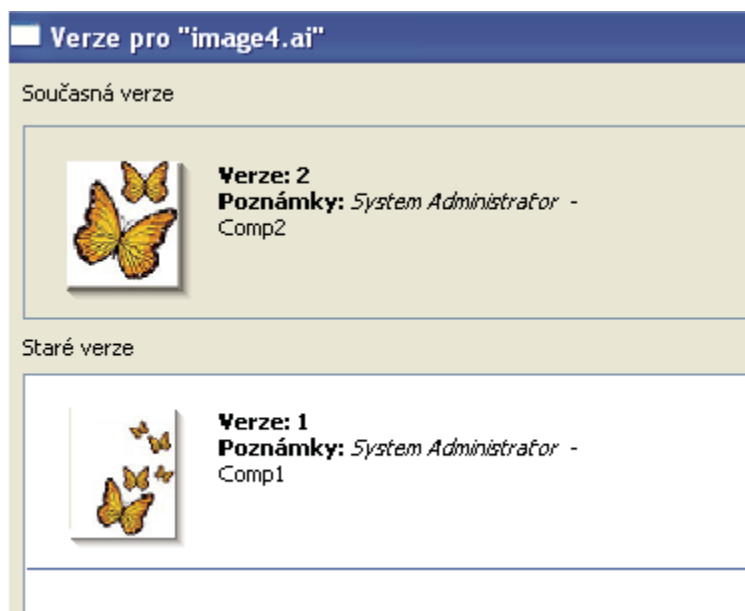 Verze pro "image4.ai"
Současná verze
Verze: 2
Poznámky: System Administrator -
Comp2
Staré verze
Verze: 1
Poznámky: System Administrator -
Comp1